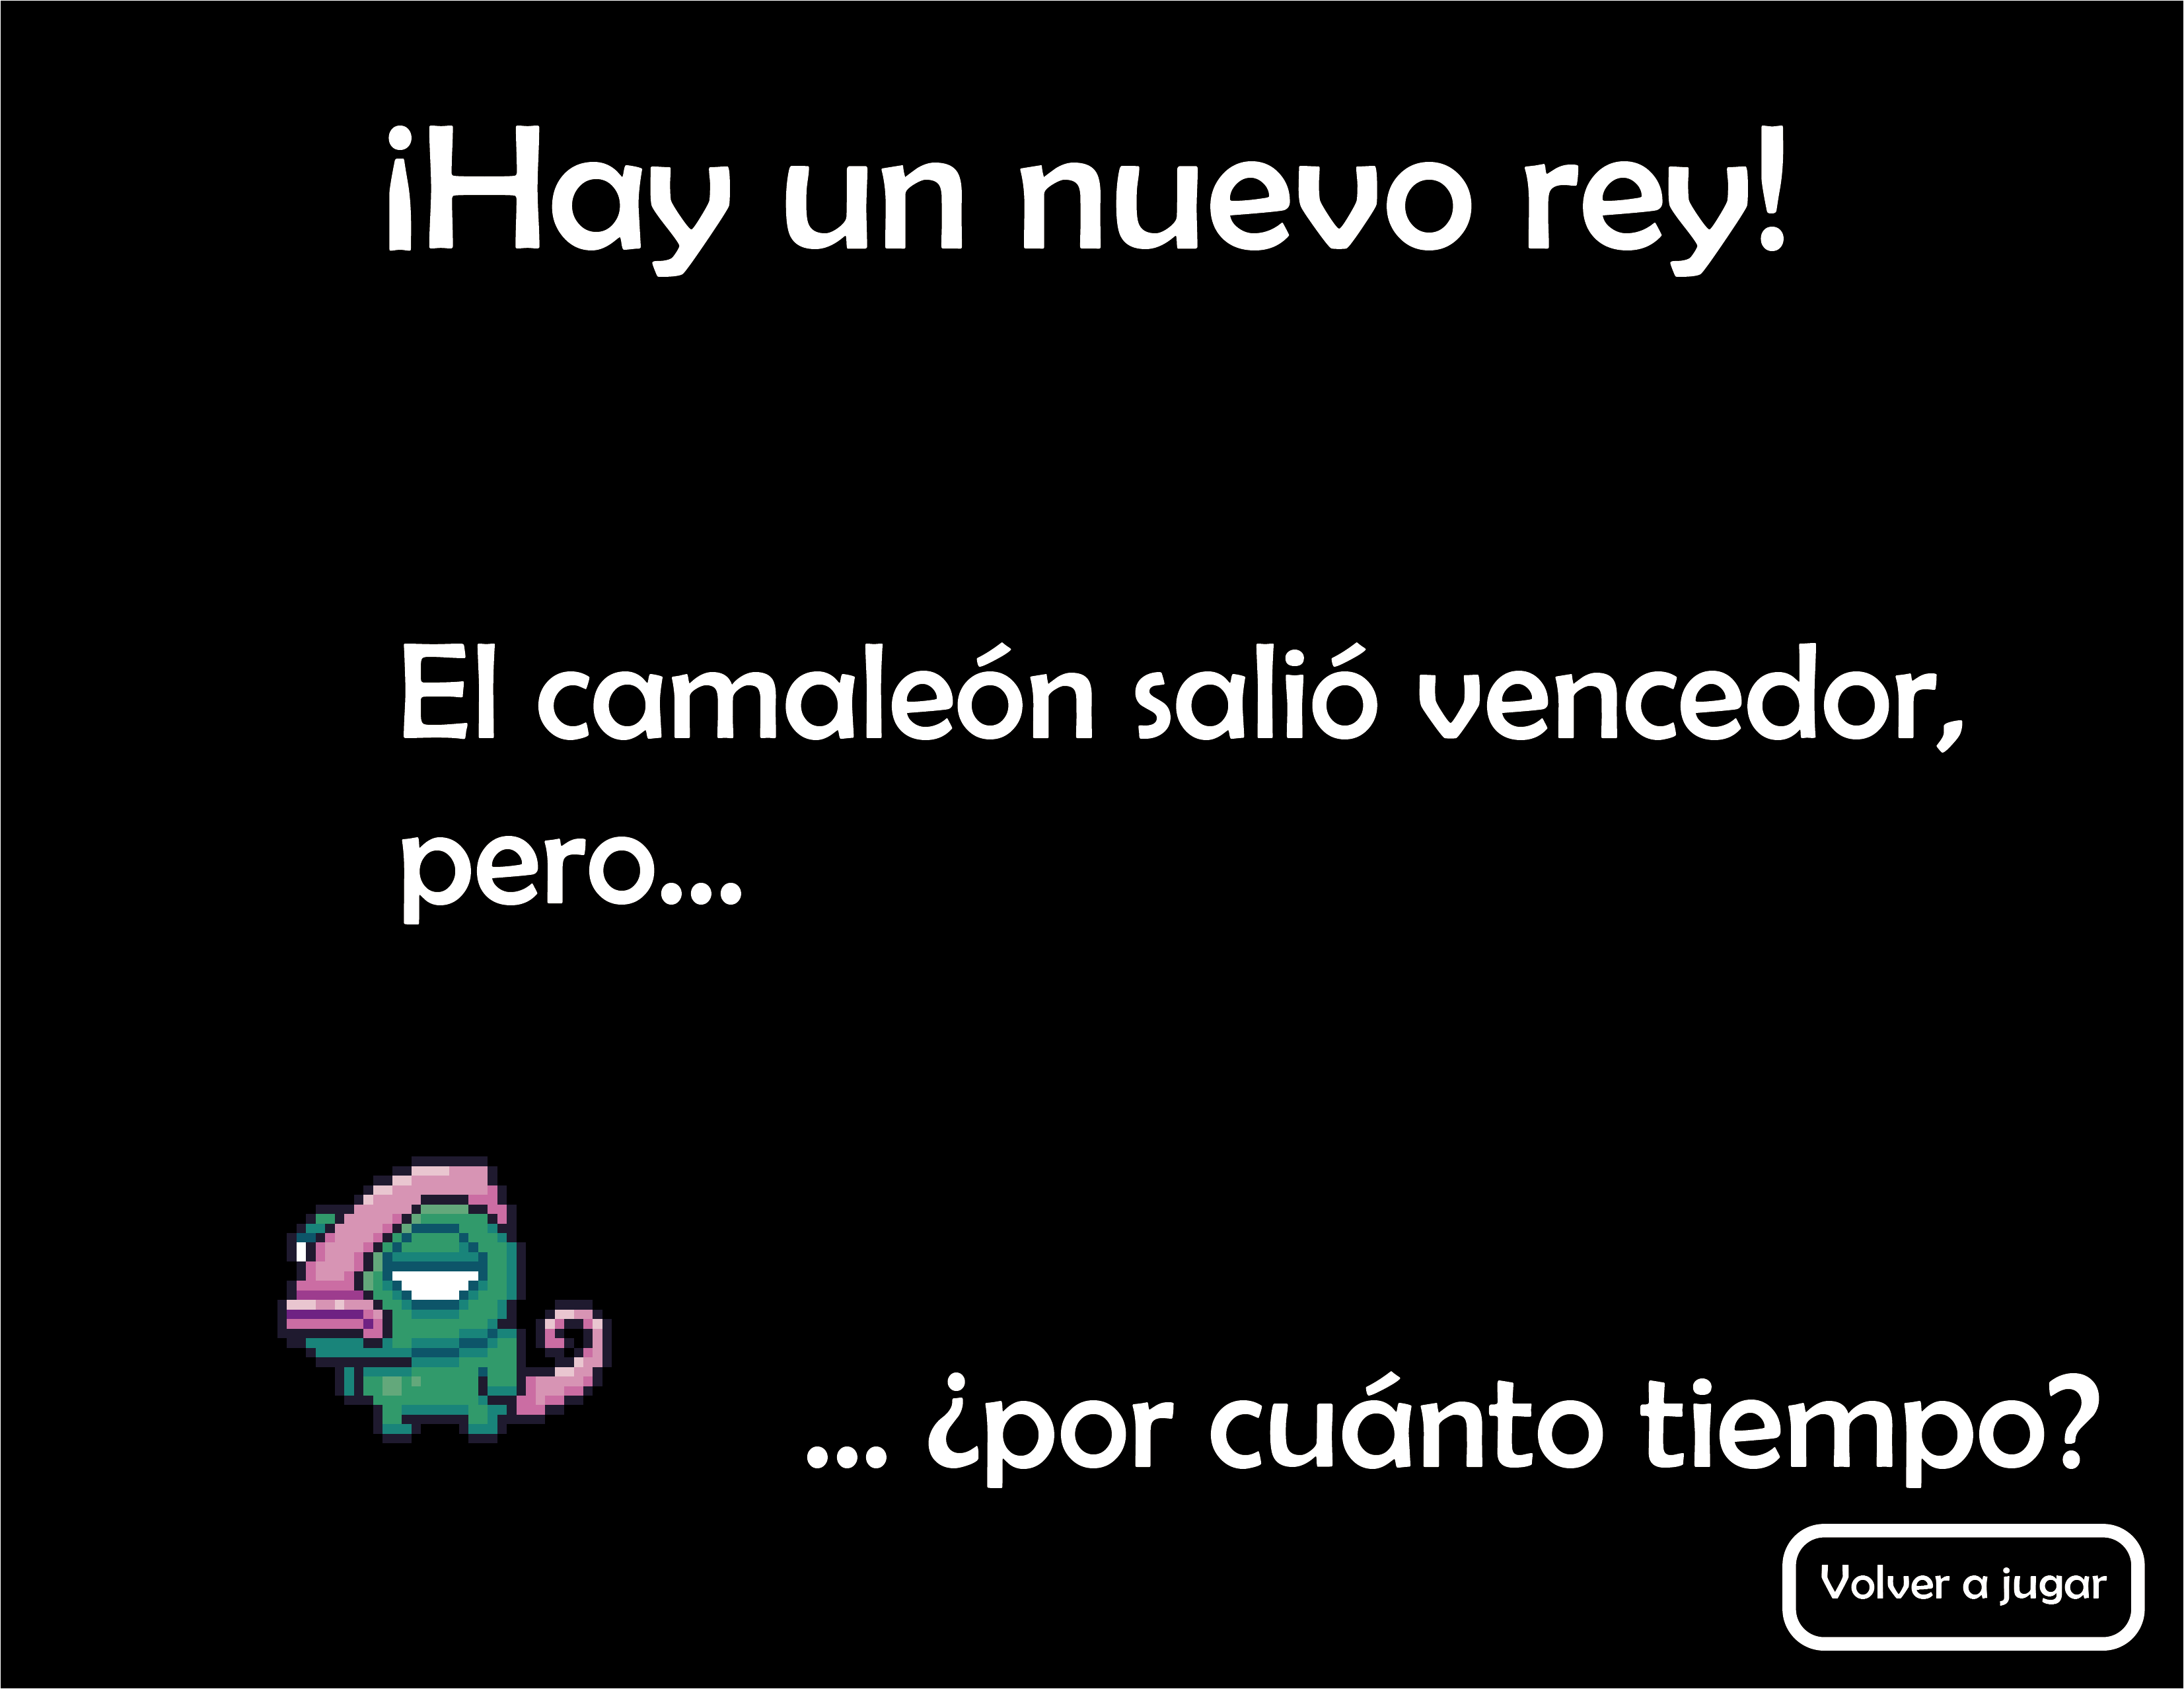 ¡Hay un nuevo rey!
El camaleón salió vencedor,
pero...
... ¿por cuánto tiempo?
Volver a jugar